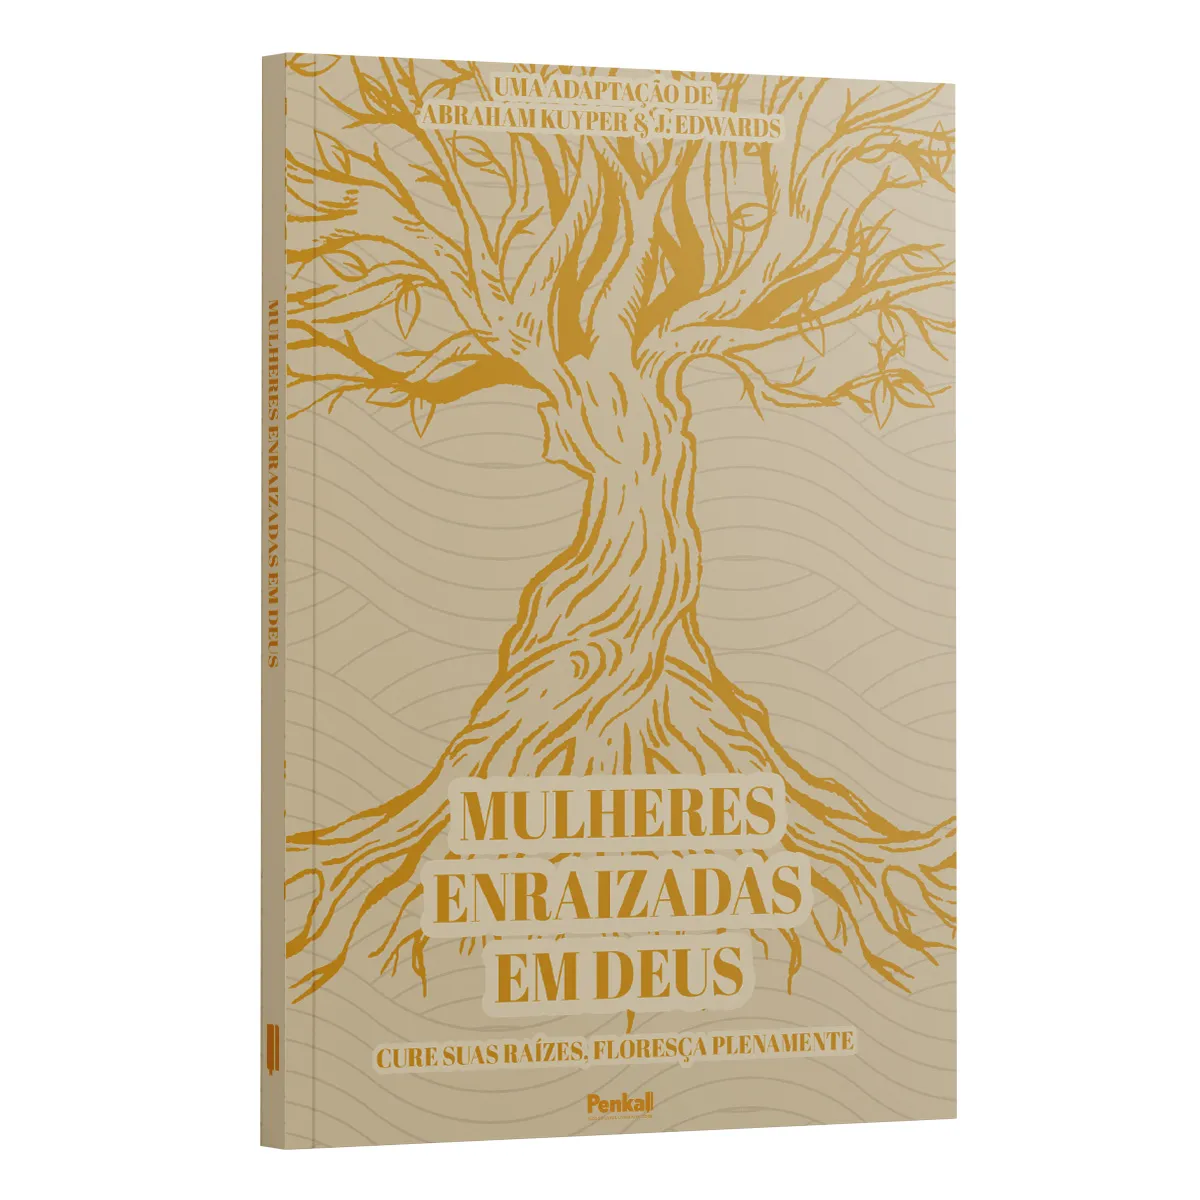 UMA ADAPTAÇÃO DE
ABRAHAM KUYPER & J. EDWARDS
MULHERES ENRAIZADAS EM DEUS
MULHERES
ENRAIZADAS
EM DEUS
CURE SUAS RAÍZES, FLORESÇA PLENAMENTE
Penkal